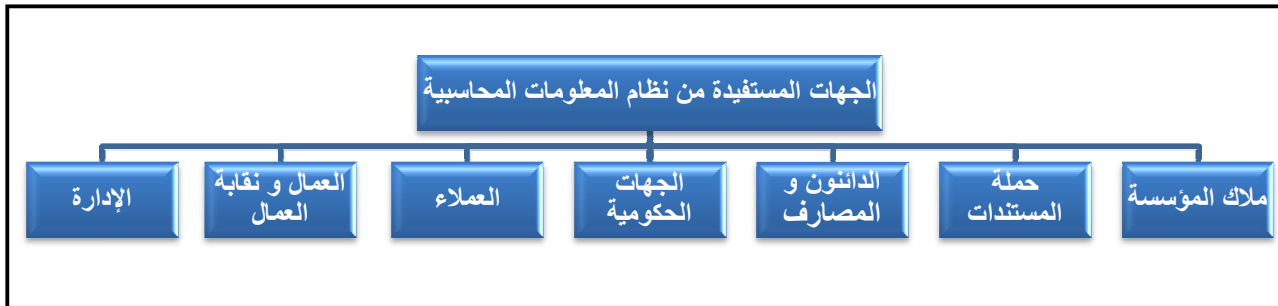 الجهات المستفيدة من نظام المعلومات المحاسبية
ملاك المؤسسة
حملة
المستندات
الدائنون و
المصارف
الجهات
الحكومية
العملاء
العمال و نقابة
العمال
الإدارة